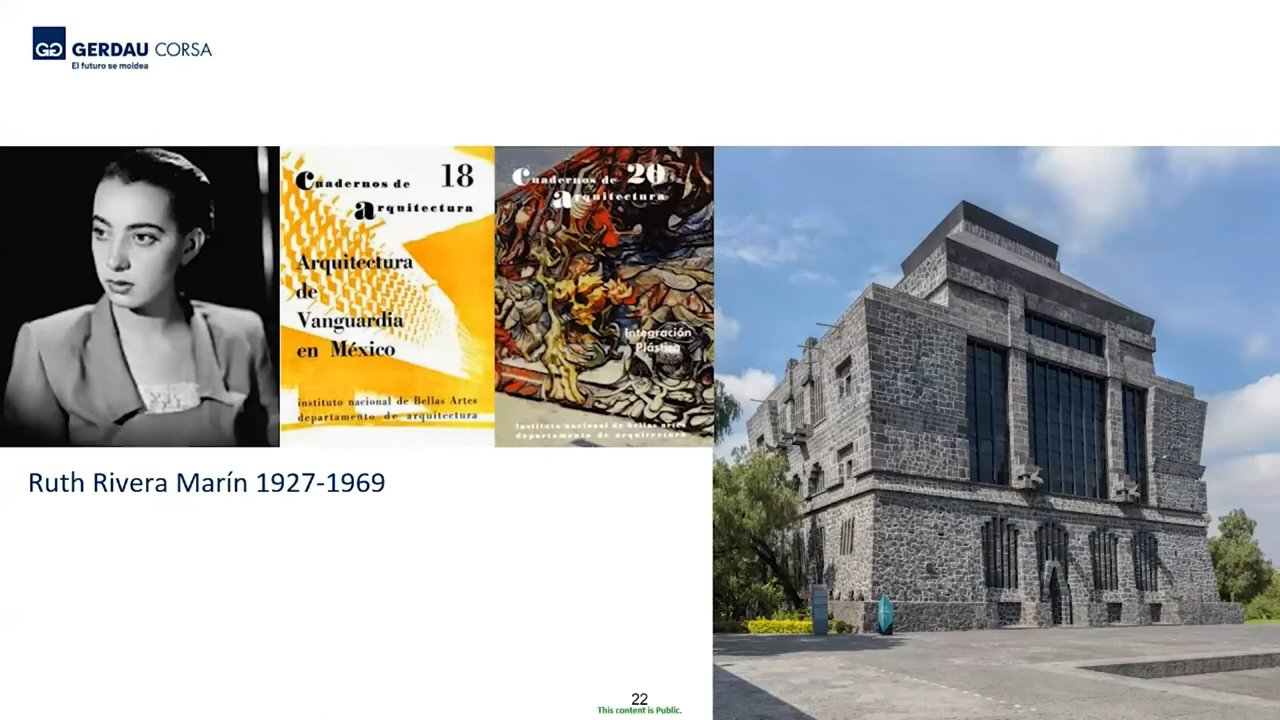 GERDAU CORSA
El futuro se moldea
Cuadernos de 18
arquitectura
Arquitectura
de
Vanguardia
en México
instituto nacional de Bellas Artes
departamento de arquitectura
Cuadernos de 20
arquitectura
Integración
Plástica
instituto nacional de bellas artes
departamento de arquitectura
Ruth Rivera Marín 1927-1969
22
This content is Public.